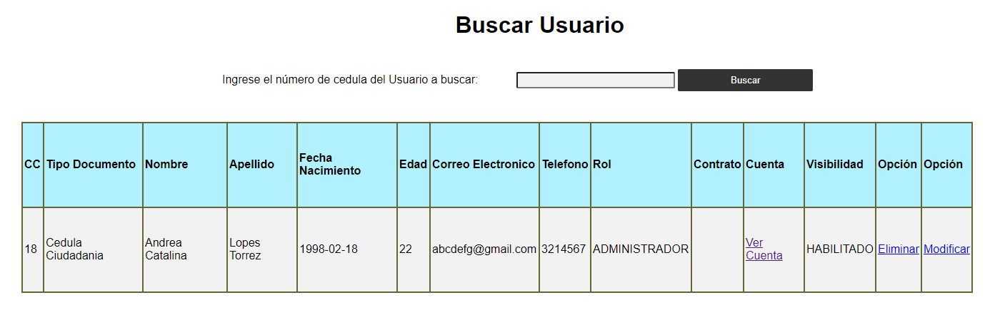 Buscar Usuario
Ingrese el número de cedula del Usuario a buscar: Buscar
CC Tipo Documento Nombre Apellido Fecha Nacimiento Edad Correo Electronico Telefono Rol Contrato Cuenta Visibilidad Opción Opción
18 Cedula Ciudadania Andrea Catalina Lopes Torrez 1998-02-18 22 abcdefg@gmail.com 3214567 ADMINISTRADOR Ver Cuenta HABILITADO Eliminar Modificar